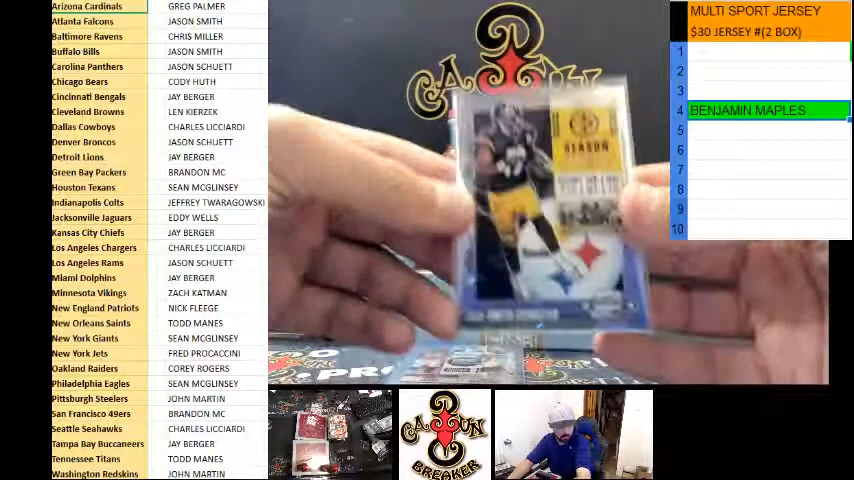 Arizona Cardinals GREG PALMER
Atlanta Falcons JASON SMITH
Baltimore Ravens CHRIS MILLER
Buffalo Bills JASON SMITH
Carolina Panthers JASON SCHUETT
Chicago Bears CODY HUTH
Cincinnati Bengals JAY BERGER
Cleveland Browns LEN KIERZEK
Dallas Cowboys CHARLES LICCIARDI
Denver Broncos JASON SCHUETT
Detroit Lions JAY BERGER
Green Bay Packers BRANDON MC
Houston Texans SEAN MCGLINSEY
Indianapolis Colts JEFFREY TWARAGOWSKI
Jacksonville Jaguars EDDY WELLS
Kansas City Chiefs JAY BERGER
Los Angeles Chargers CHARLES LICCIARDI
Los Angeles Rams JASON SCHUETT
Miami Dolphins JAY BERGER
Minnesota Vikings ZACH KATMAN
New England Patriots NICK FLEEGE
New Orleans Saints TODD MANES
New York Giants SEAN MCGLINSEY
New York Jets FRED PROCACCINI
Oakland Raiders COREY ROGERS
Philadelphia Eagles SEAN MCGLINSEY
Pittsburgh Steelers JOHN MARTIN
San Francisco 49ers BRANDON MC
Seattle Seahawks CHARLES LICCIARDI
Tampa Bay Buccaneers JAY BERGER
Tennessee Titans TODD MANES
Washington Redskins JOHN MARTIN
SEASON
MULTI SPORT JERSEY
$30 JERSEY #(2 BOX)
1
2
3
4 BENJAMIN MAPLES
5
6
7
8
9
10
CAJUN
BREAKER